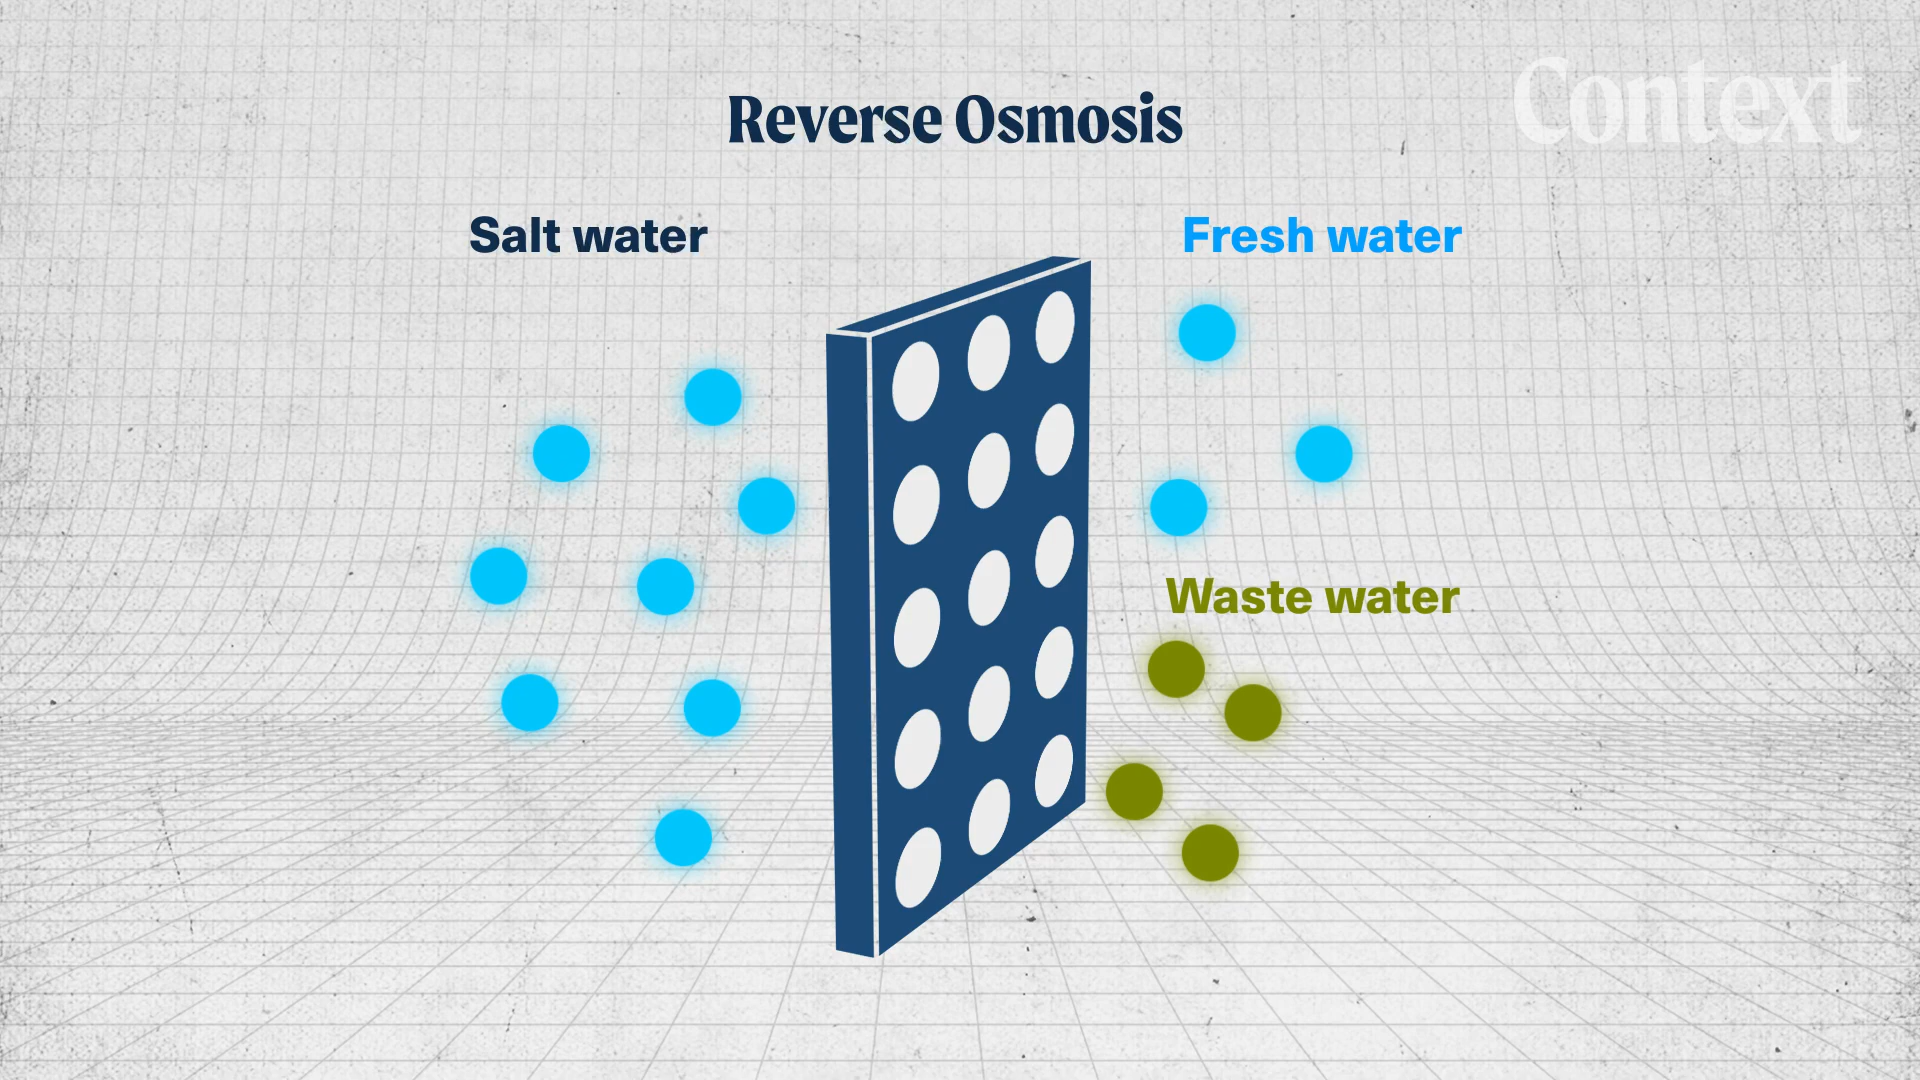 Context
Reverse Osmosis
Salt water
Fresh water
Waste water